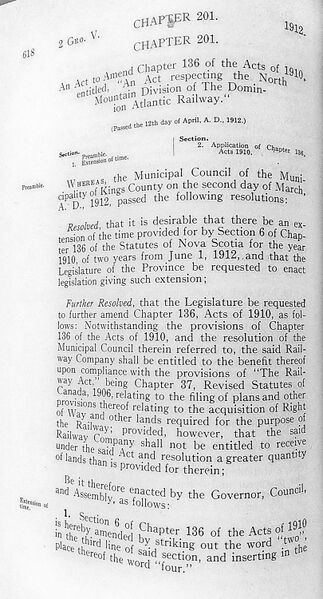 618
2 GEO. V.
CHAPTER 201.
1912.
CHAPTER 201.
An Act to Amend Chapter 136 of the Acts of 1910,
entitled, "An Act respecting the North
Mountain Division of The Domin-
ion Atlantic Railway."
(Passed the 12th day of April, A. D., 1912.)
Section.
Preamble.
1. Extension of time.
Section.
2. Application of Chapter 136,
Acts 1910.
Preamble.
WHEREAS, the Municipal Council of the Muni-
cipality of Kings County on the second day of March,
A. D., 1912, passed the following resolutions:
Resolved, that it is desirable that there be an ex-
tension of the time provided for by Section 6 of Chap-
ter 136 of the Statutes of Nova Scotia for the year
1910, of two years from June 1, 1912, and that the
Legislature of the Province be requested to enact
legislation giving such extension;
Further Resolved, that the Legislature be requested
to further amend Chapter 136, Acts of 1910, as fol-
lows: Notwithstanding the provisions of Chapter
136 of the Acts of 1910, and the resolution of the
Municipal Council therein referred to, the said Rail-
way Company shall be entitled to the benefit thereof
upon compliance with the provisions of "The Rail-
way Act," being Chapter 37, Revised Statutes of
Canada, 1906, relating to the filing of plans and other
provisions thereof relating to the acquisition of Right
of Way and other lands required for the purpose of
the Railway; provided, however, that the said
Railway Company shall not be entitled to receive
under the said Act and resolution a greater quantity
of lands than is provided for therein;
Be it therefore enacted by the Governor, Council,
and Assembly, as follows:
Extension of
time.
1. Section 6 of Chapter 136 of the Acts of 1910
is hereby amended by striking out the word "two",
in the third line of said section, and inserting in the
place thereof the word "four."